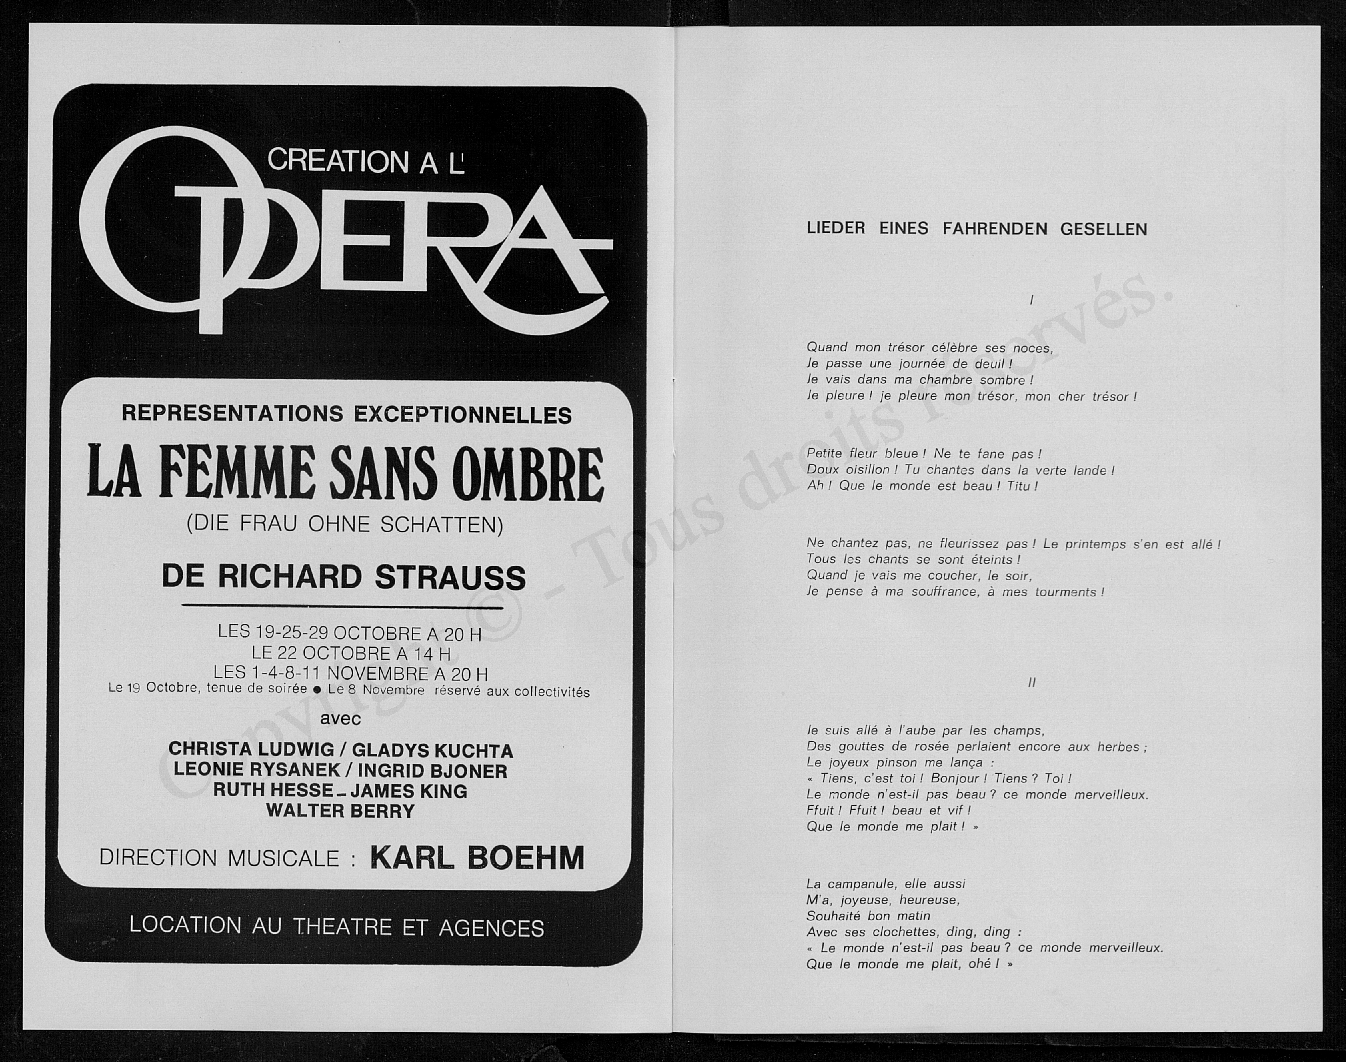 CREATION A L'
OPERA
REPRESENTATIONS EXCEPTIONNELLES
LA FEMME SANS OMBRE
(DIE FRAU OHNE SCHATTEN)
DE RICHARD STRAUSS
LES 19-25-29 OCTOBRE A 20 H
LE 22 OCTOBRE A 14 H
LES 1-4-8-11 NOVEMBRE A 20 H
Le 19 Octobre, tenue de soirée ● Le 8 Novembre réservé aux collectivités
avec
CHRISTA LUDWIG / GLADYS KUCHTA
LEONIE RYSANEK / INGRID BJONER
RUTH HESSE _ JAMES KING
WALTER BERRY
DIRECTION MUSICALE : KARL BOEHM
LOCATION AU THEATRE ET AGENCES
LIEDER EINES FAHRENDEN GESELLEN
I
Quand mon trésor célèbre ses noces,
Je passe une journée de deuil !
Je vais dans ma chambre sombre !
Je pleure ! je pleure mon trésor, mon cher trésor !
Petite fleur bleue ! Ne te fane pas !
Doux oisillon ! Tu chantes dans la verte lande !
Ah ! Que le monde est beau ! Titu !
Ne chantez pas, ne fleurissez pas ! Le printemps s'en est allé !
Tous les chants se sont éteints !
Quand je vais me coucher, le soir,
Je pense à ma souffrance, à mes tourments !
II
Je suis allé à l'aube par les champs,
Des gouttes de rosée perlaient encore aux herbes ;
Le joyeux pinson me lança :
« Tiens, c'est toi ! Bonjour ! Tiens ? Toi !
Le monde n'est-il pas beau ? ce monde merveilleux.
Ffuit ! Ffuit ! beau et vif !
Que le monde me plait ! »
La campanule, elle aussi
M'a, joyeuse, heureuse,
Souhaité bon matin
Avec ses clochettes, ding, ding :
« Le monde n'est-il pas beau ? ce monde merveilleux.
Que le monde me plait, ohé ! »
Copyright © - Tous droits réservés.